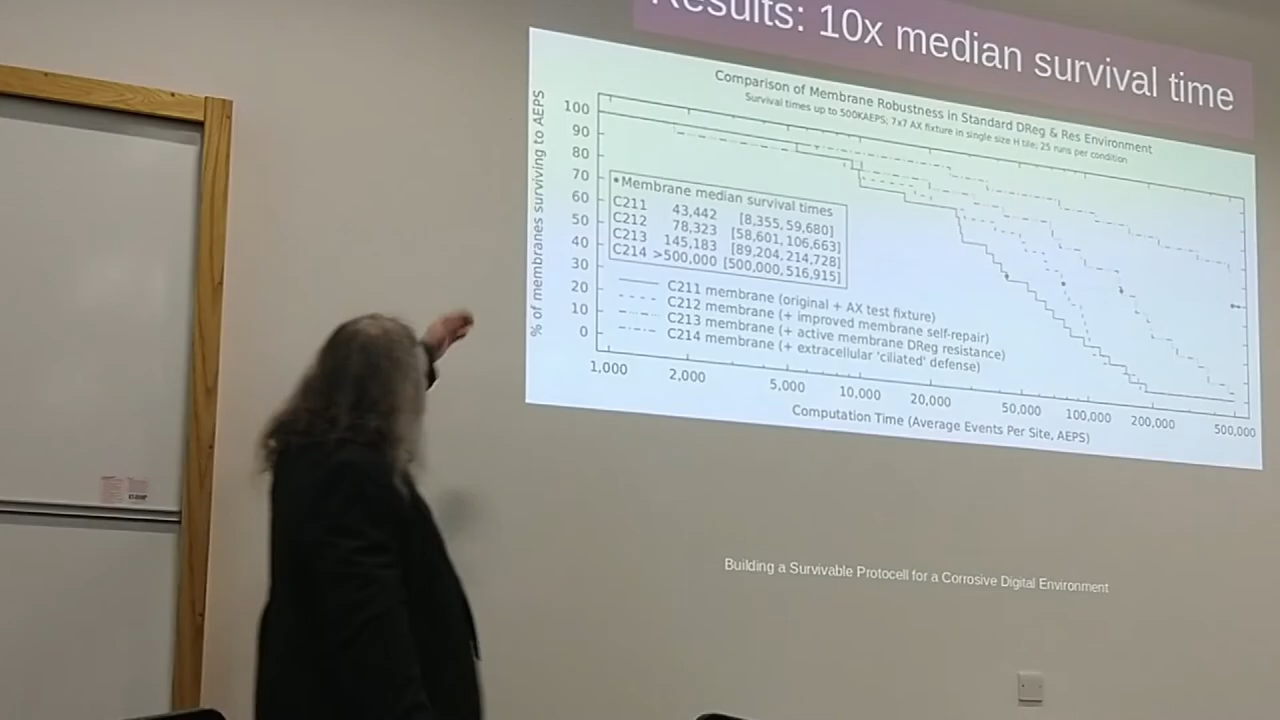 Results: 10x median survival time
Comparison of Membrane Robustness in Standard DReg & Res Environment
Survival times up to 500KAEPS; 7x7 AX fixture in single size H tile; 25 runs per condition
% of membranes surviving to AEPS
100
90
80
70
60
50
40
30
20
10
0
Membrane median survival times
C211 43,442 [8,355, 59,680]
C212 78,323 [58,601, 106,663]
C213 145,183 [89,204, 214,728]
C214 >500,000 [500,000, 516,915]
C211 membrane (original + AX test fixture)
C212 membrane (+ improved membrane self-repair)
C213 membrane (+ active membrane DReg resistance)
C214 membrane (+ extracellular 'ciliated' defense)
1,000 2,000 5,000 10,000 20,000 50,000 100,000 200,000 500,000
Computation Time (Average Events Per Site, AEPS)
Building a Survivable Protocell for a Corrosive Digital Environment